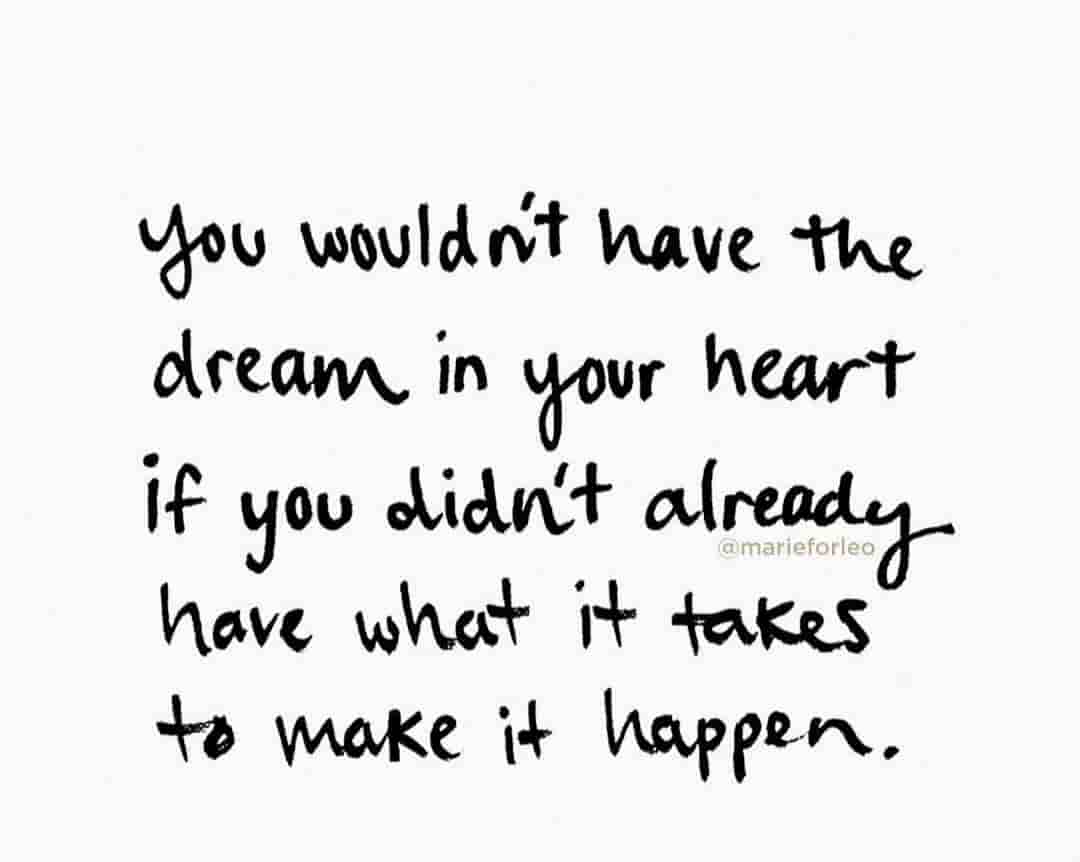 You wouldn't have the
dream in your heart
if you didn't already
@marieforleo
have what it takes
to make it happen.